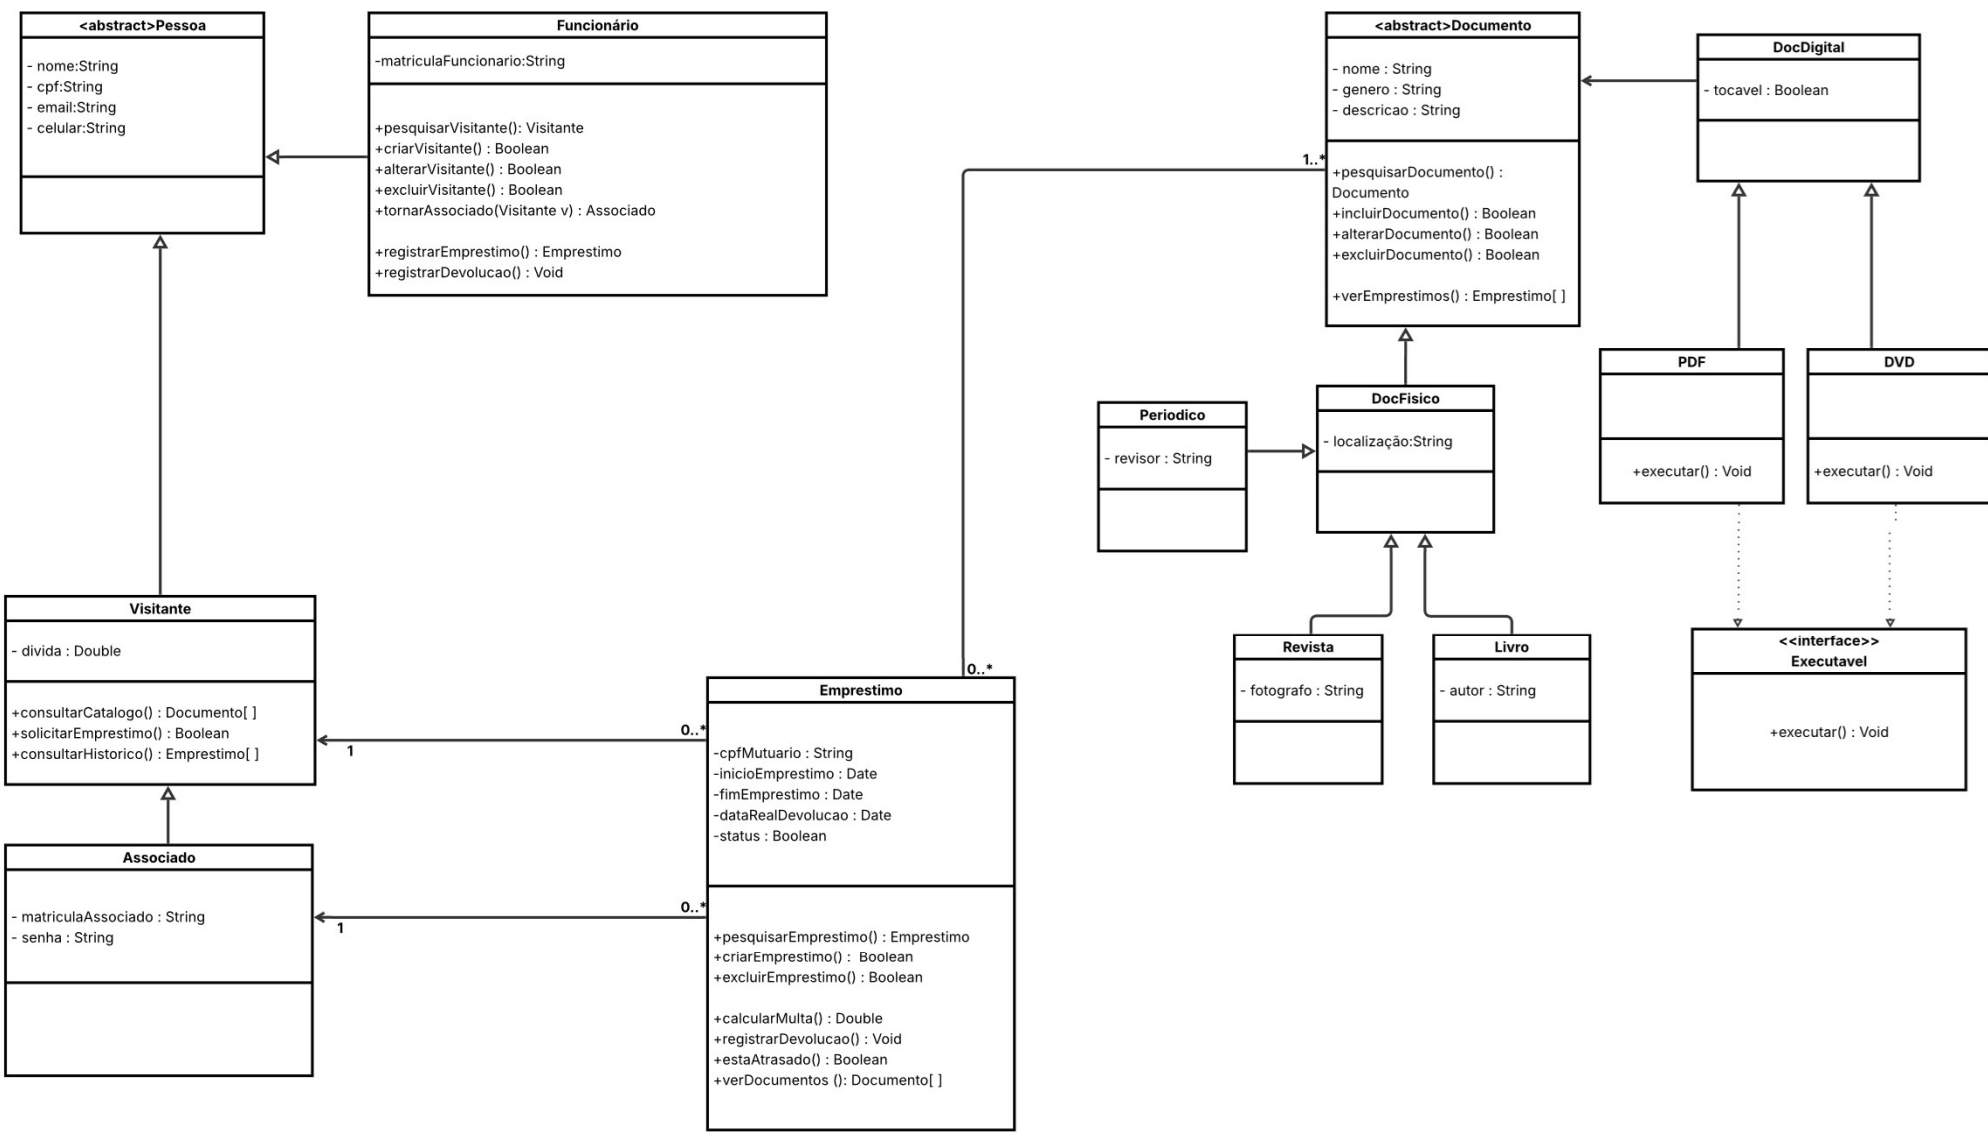 <abstract>Pessoa
- nome:String
- cpf:String
- email:String
- celular:String
Funcionário
-matriculaFuncionario:String
+pesquisarVisitante(): Visitante
+criarVisitante() : Boolean
+alterarVisitante() : Boolean
+excluirVisitante() : Boolean
+tornarAssociado(Visitante v) : Associado
+registrarEmprestimo() : Emprestimo
+registrarDevolucao() : Void
<abstract>Documento
- nome : String
- genero : String
- descricao : String
1..*
+pesquisarDocumento() :
Documento
+incluirDocumento() : Boolean
+alterarDocumento() : Boolean
+excluirDocumento() : Boolean
+verEmprestimos() : Emprestimo[ ]
DocDigital
- tocavel : Boolean
PDF
+executar() : Void
DVD
+executar() : Void
Periodico
- revisor : String
DocFisico
- localização:String
Revista
- fotografo : String
Livro
- autor : String
<<interface>>
Executavel
+executar() : Void
Visitante
- divida : Double
+consultarCatalogo() : Documento[ ]
+solicitarEmprestimo() : Boolean
+consultarHistorico() : Emprestimo[ ]
1
0..*
0..*
Associado
- matriculaAssociado : String
- senha : String
1
0..*
Emprestimo
-cpfMutuario : String
-inicioEmprestimo : Date
-fimEmprestimo : Date
-dataRealDevolucao : Date
-status : Boolean
+pesquisarEmprestimo() : Emprestimo
+criarEmprestimo() :  Boolean
+excluirEmprestimo() : Boolean
+calcularMulta() : Double
+registrarDevolucao() : Void
+estaAtrasado() : Boolean
+verDocumentos (): Documento[ ]